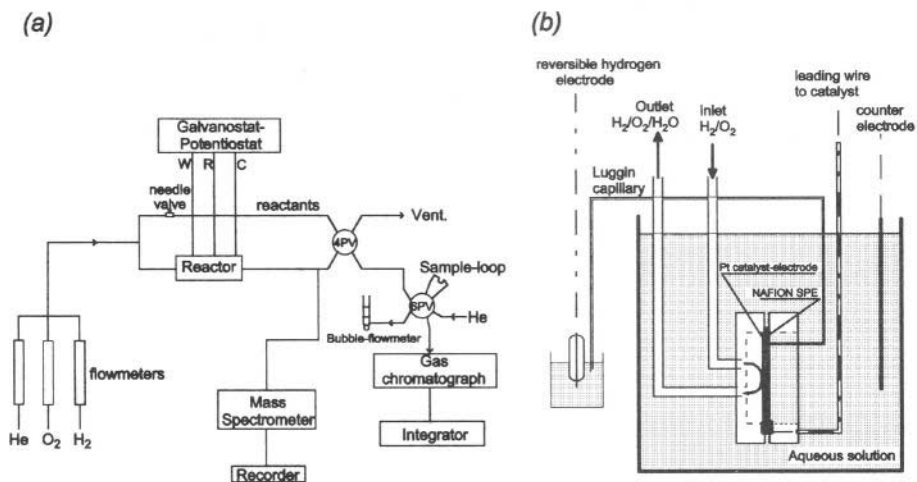 (a)
Galvanostat-
Potentiostat
W R C
needle
valve
reactants
Vent.
4PV
Reactor
Sample-loop
6PV
He
Bubble-flowmeter
flowmeters
Gas
chromatograph
Mass
Spectrometer
Integrator
He O2 H2
Recorder
(b)
reversible hydrogen
electrode
leading wire
to catalyst
Outlet
H2/O2/H2O
inlet
H2/O2
counter
electrode
Luggin
capillary
Pt catalyst-electrode
NAFION SPE
Aqueous solution